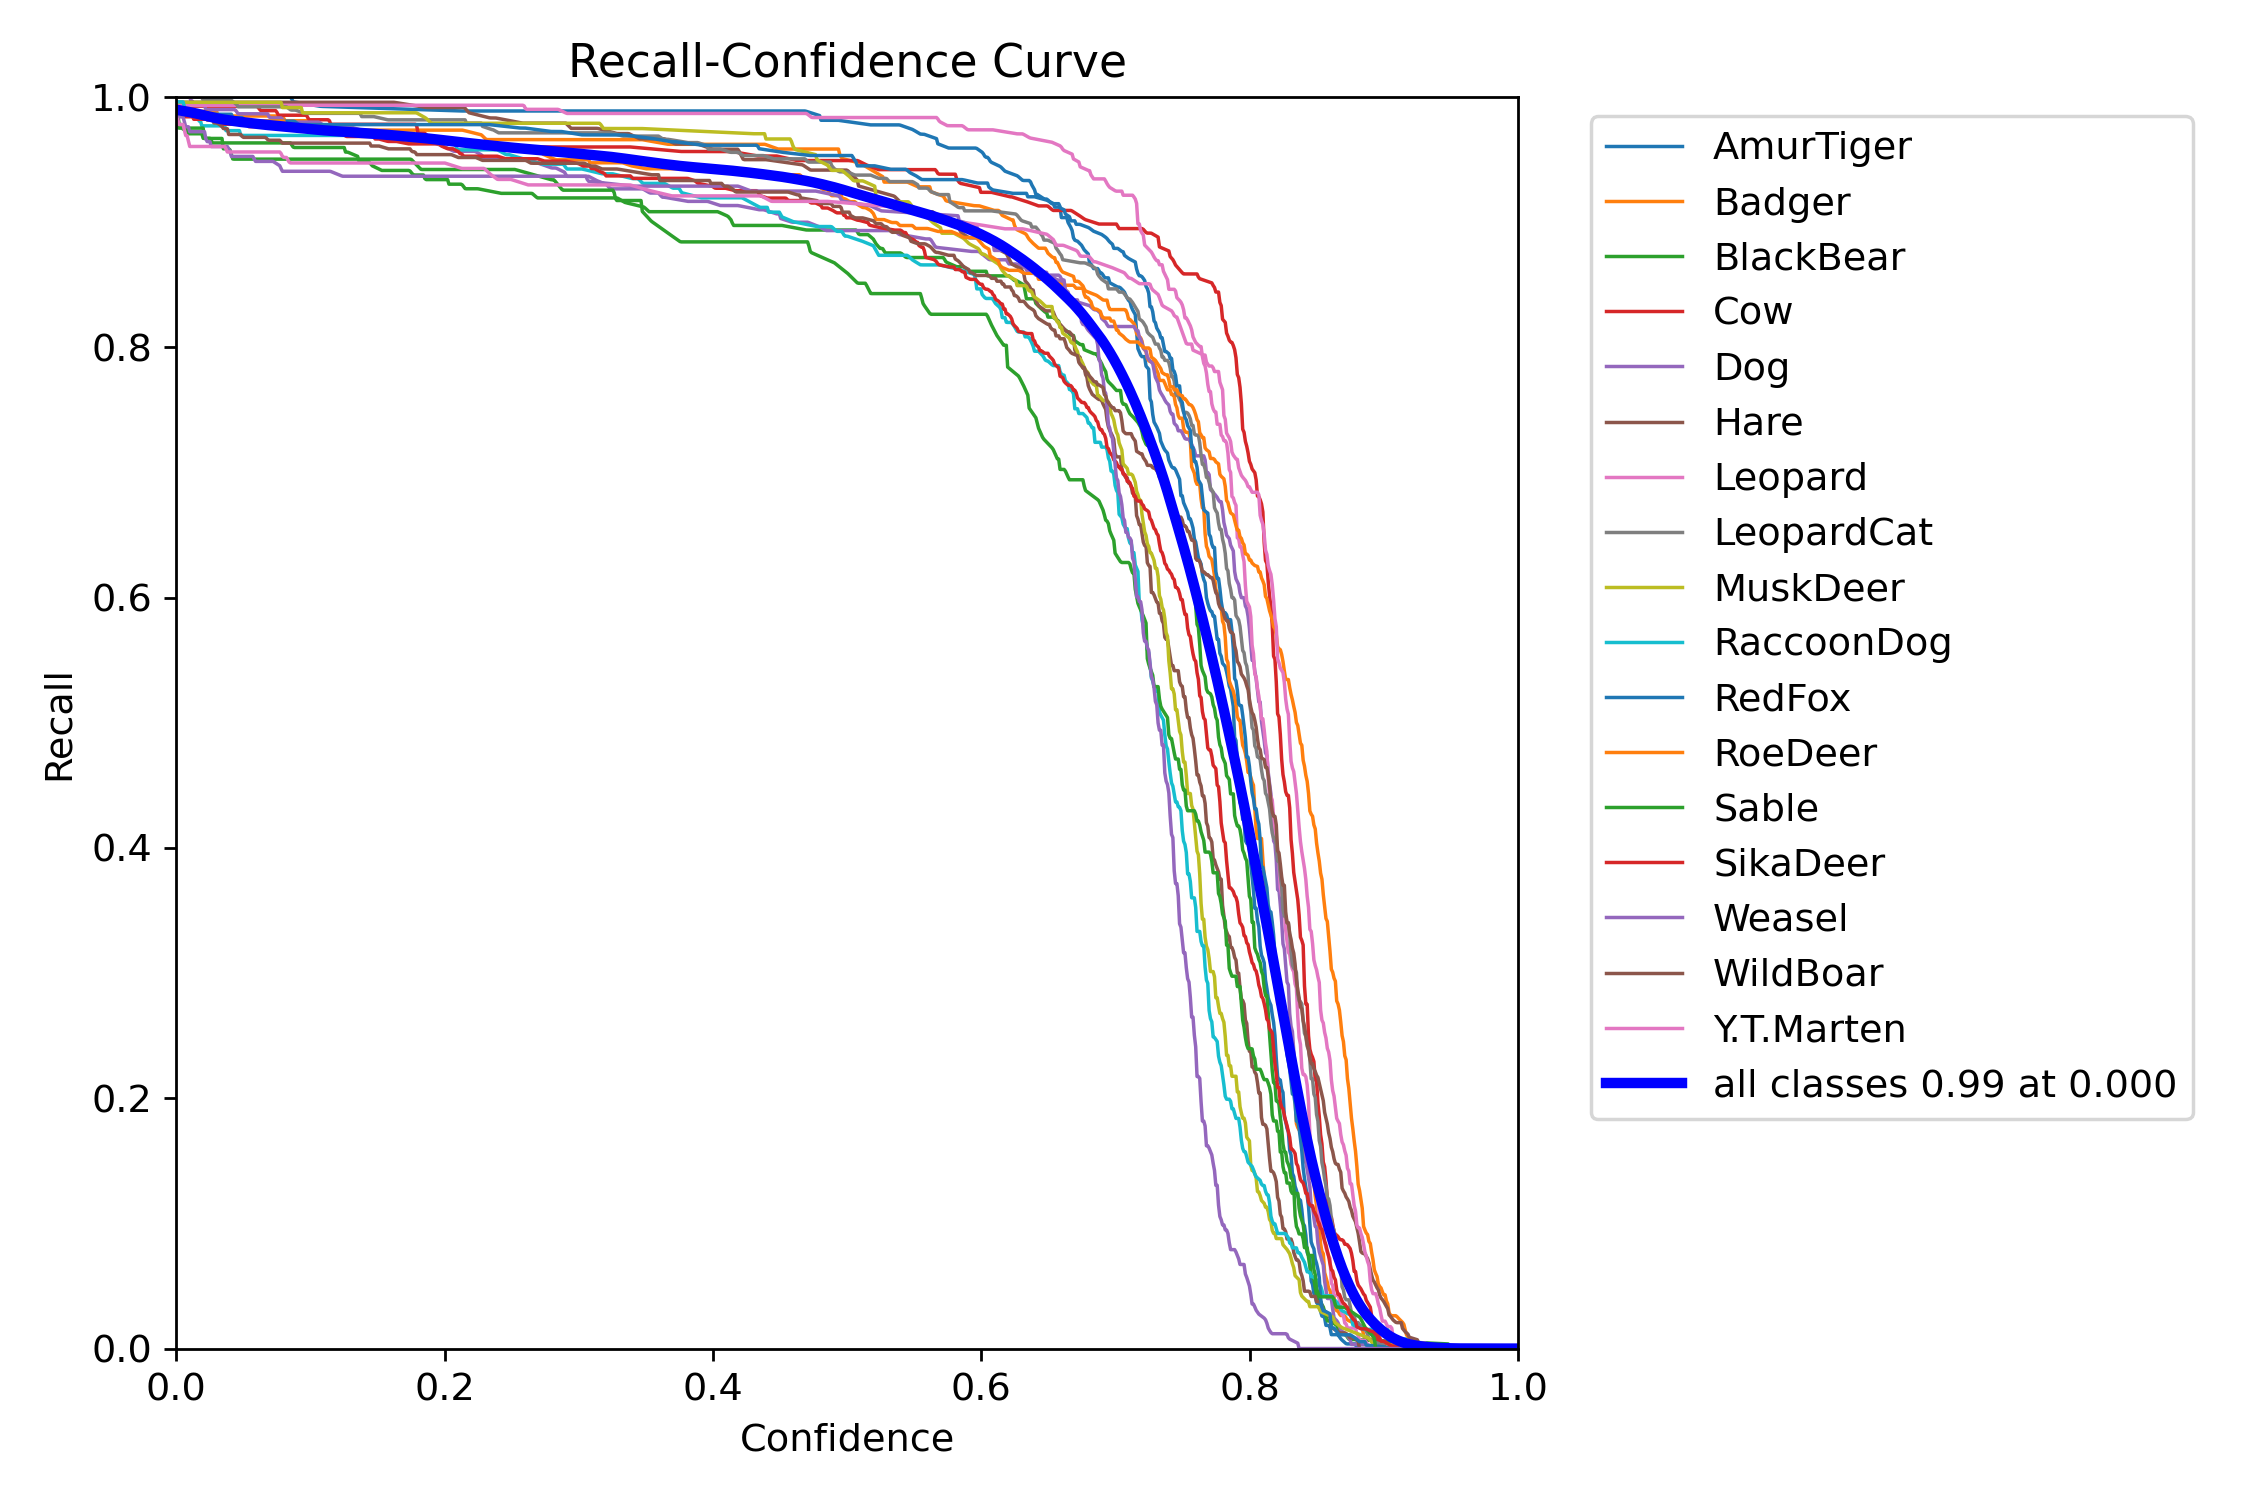 Recall-Confidence Curve
1.0
0.8
0.6
0.4
0.2
0.0
Recall
0.0 0.2 0.4 0.6 0.8 1.0
Confidence
AmurTiger
Badger
BlackBear
Cow
Dog
Hare
Leopard
LeopardCat
MuskDeer
RaccoonDog
RedFox
RoeDeer
Sable
SikaDeer
Weasel
WildBoar
Y.T.Marten
all classes 0.99 at 0.000